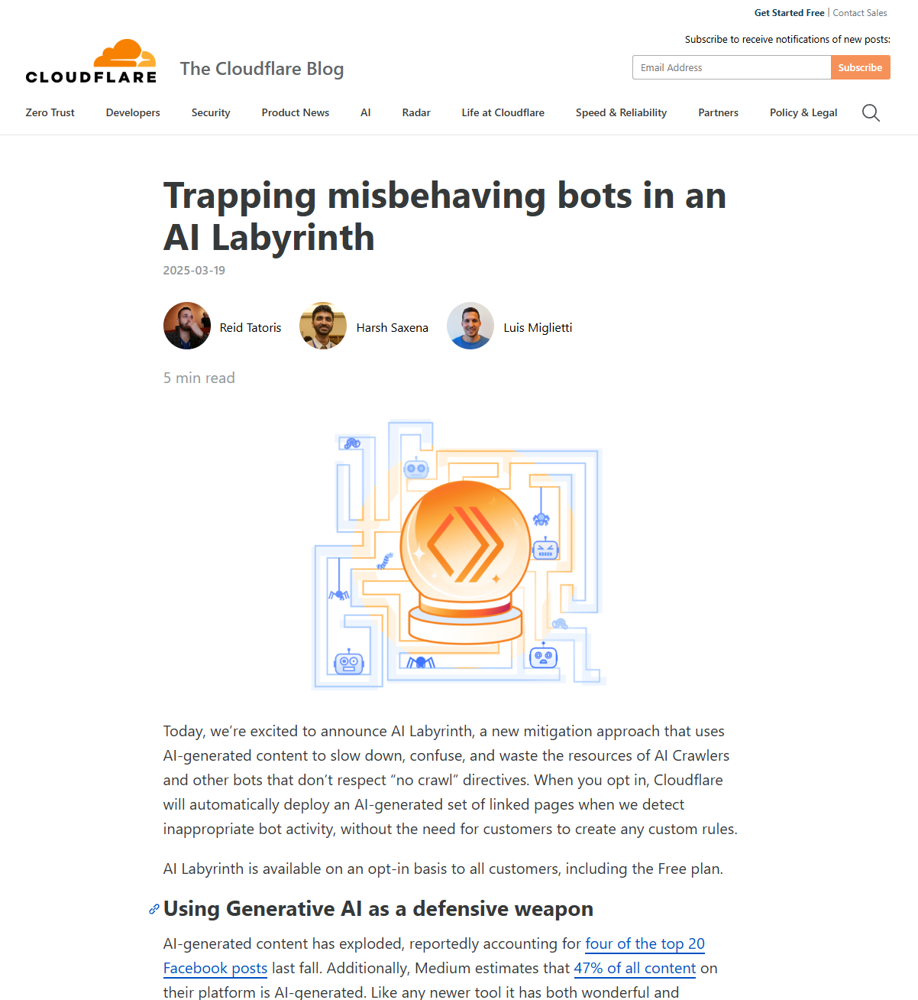 Get Started Free | Contact Sales
Subscribe to receive notifications of new posts:
CLOUDFLARE
The Cloudflare Blog
Email Address
Subscribe
Zero Trust
Developers
Security
Product News
AI
Radar
Life at Cloudflare
Speed & Reliability
Partners
Policy & Legal
Trapping misbehaving bots in an
AI Labyrinth
2025-03-19
Reid Tatoris
Harsh Saxena
Luis Miglietti
5 min read
Today, we’re excited to announce AI Labyrinth, a new mitigation approach that uses
AI-generated content to slow down, confuse, and waste the resources of AI Crawlers
and other bots that don’t respect “no crawl” directives. When you opt in, Cloudflare
will automatically deploy an AI-generated set of linked pages when we detect
inappropriate bot activity, without the need for customers to create any custom rules.
AI Labyrinth is available on an opt-in basis to all customers, including the Free plan.
Using Generative AI as a defensive weapon
AI-generated content has exploded, reportedly accounting for four of the top 20
Facebook posts last fall. Additionally, Medium estimates that 47% of all content on
their platform is AI-generated. Like any newer tool it has both wonderful and